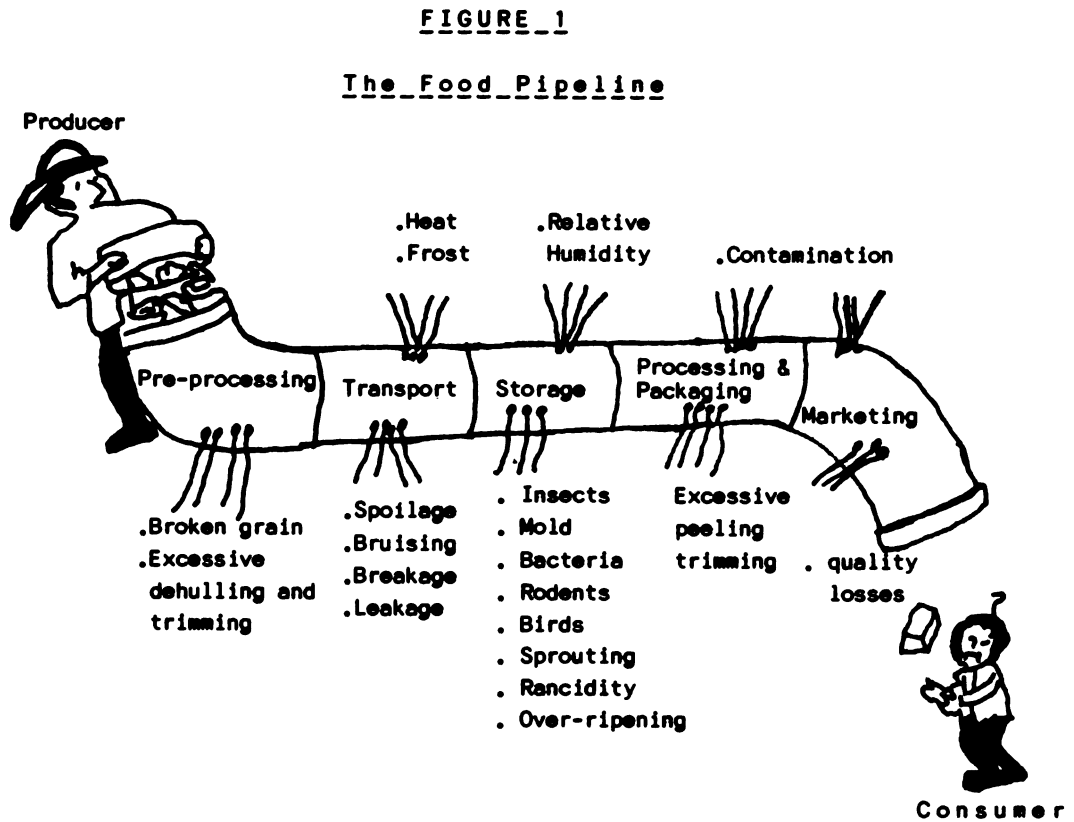 FIGURE 1
The Food Pipeline
Producer
.Heat
.Frost
.Relative
Humidity
.Contamination
Pre-processing
Transport
Storage
Processing &
Packaging
Marketing
.Broken grain
.Excessive
dehulling and
trimming
.Spoilage
.Bruising
.Breakage
.Leakage
. Insects
. Mold
. Bacteria
. Rodents
. Birds
. Sprouting
. Rancidity
. Over-ripening
Excessive
peeling
trimming
. quality
losses
Consumer